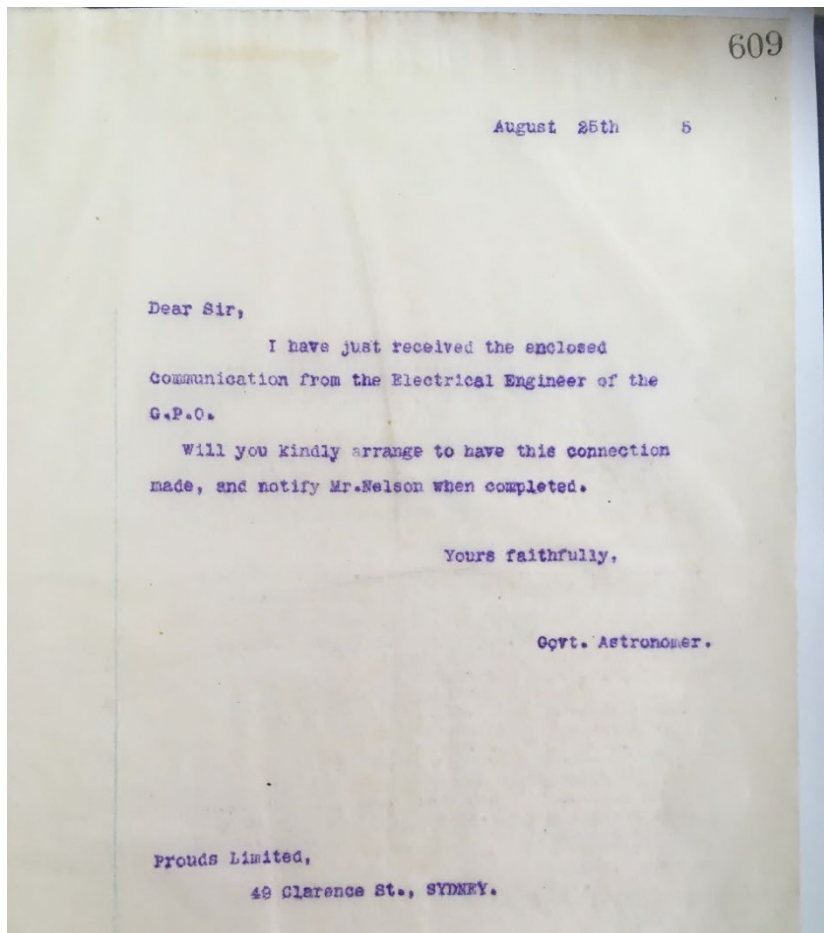 609
August 25th 5
Dear Sir,
I have just received the enclosed
Communication from the Electrical Engineer of the
G.P.O.
Will you kindly arrange to have this connection
made, and notify Mr.Nelson when completed.
Yours faithfully,
Govt. Astronomer.
Prouds Limited,
49 Clarence St., SYDNEY.